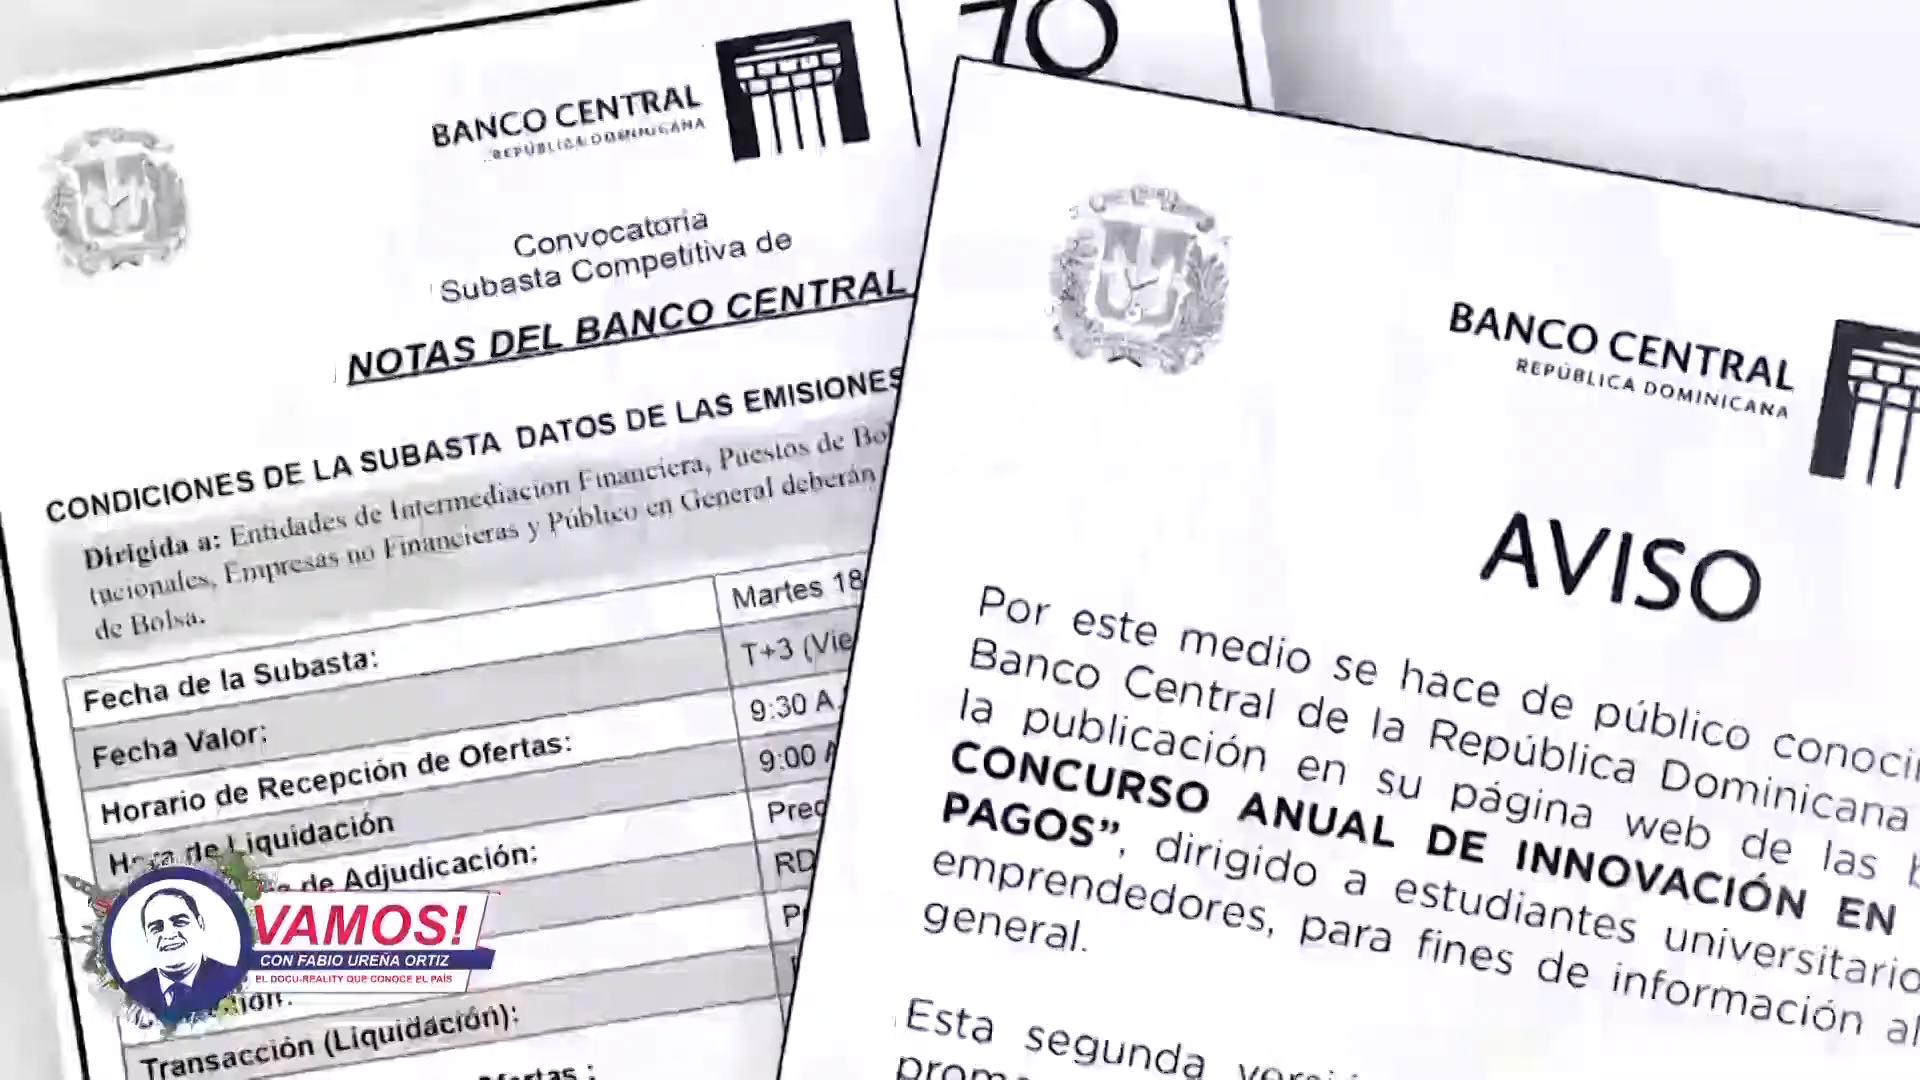 BANCO CENTRAL
REPÚBLICA DOMINICANA
Convocatoria
Subasta Competitiva de
NOTAS DEL BANCO CENTRAL
CONDICIONES DE LA SUBASTA DATOS DE LAS EMISIONES
Dirigida a: Entidades de Intermediacion Financiera, Puestos de Bol
tucionales, Empresas no Financieras y Público en General deberán
de Bolsa.
Fecha de la Subasta: Martes 18
Fecha Valor: T+3 (Vie
Horario de Recepción de Ofertas: 9:30 A.
Hora de Liquidación 9:00 A
de Adjudicación: Pred
RD
Transacción (Liquidación):
70
BANCO CENTRAL
REPÚBLICA DOMINICANA
AVISO
Por este medio se hace de público conoci
Banco Central de la República Dominicana
la publicación en su página web de las b
CONCURSO ANUAL DE INNOVACIÓN EN
PAGOS”, dirigido a estudiantes universitario
emprendedores, para fines de información al
general.
Esta segunda
VAMOS!
CON FABIO UREÑA ORTIZ
EL DOCU-REALITY QUE CONOCE EL PAÍS